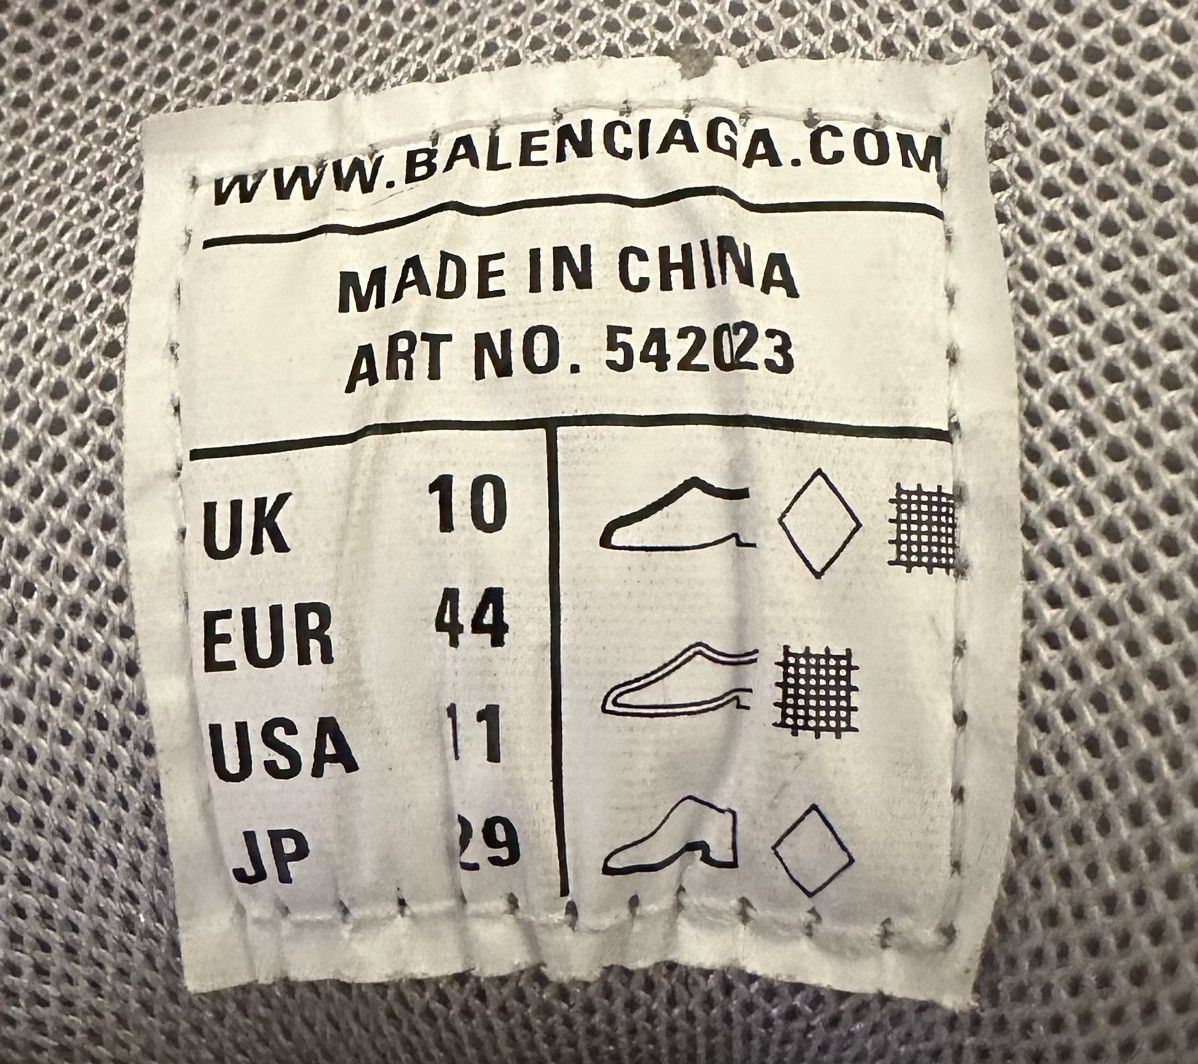 WWW.BALENCIAGA.COM
MADE IN CHINA
ART NO. 542023
UK 10
EUR 44
USA 11
JP 29